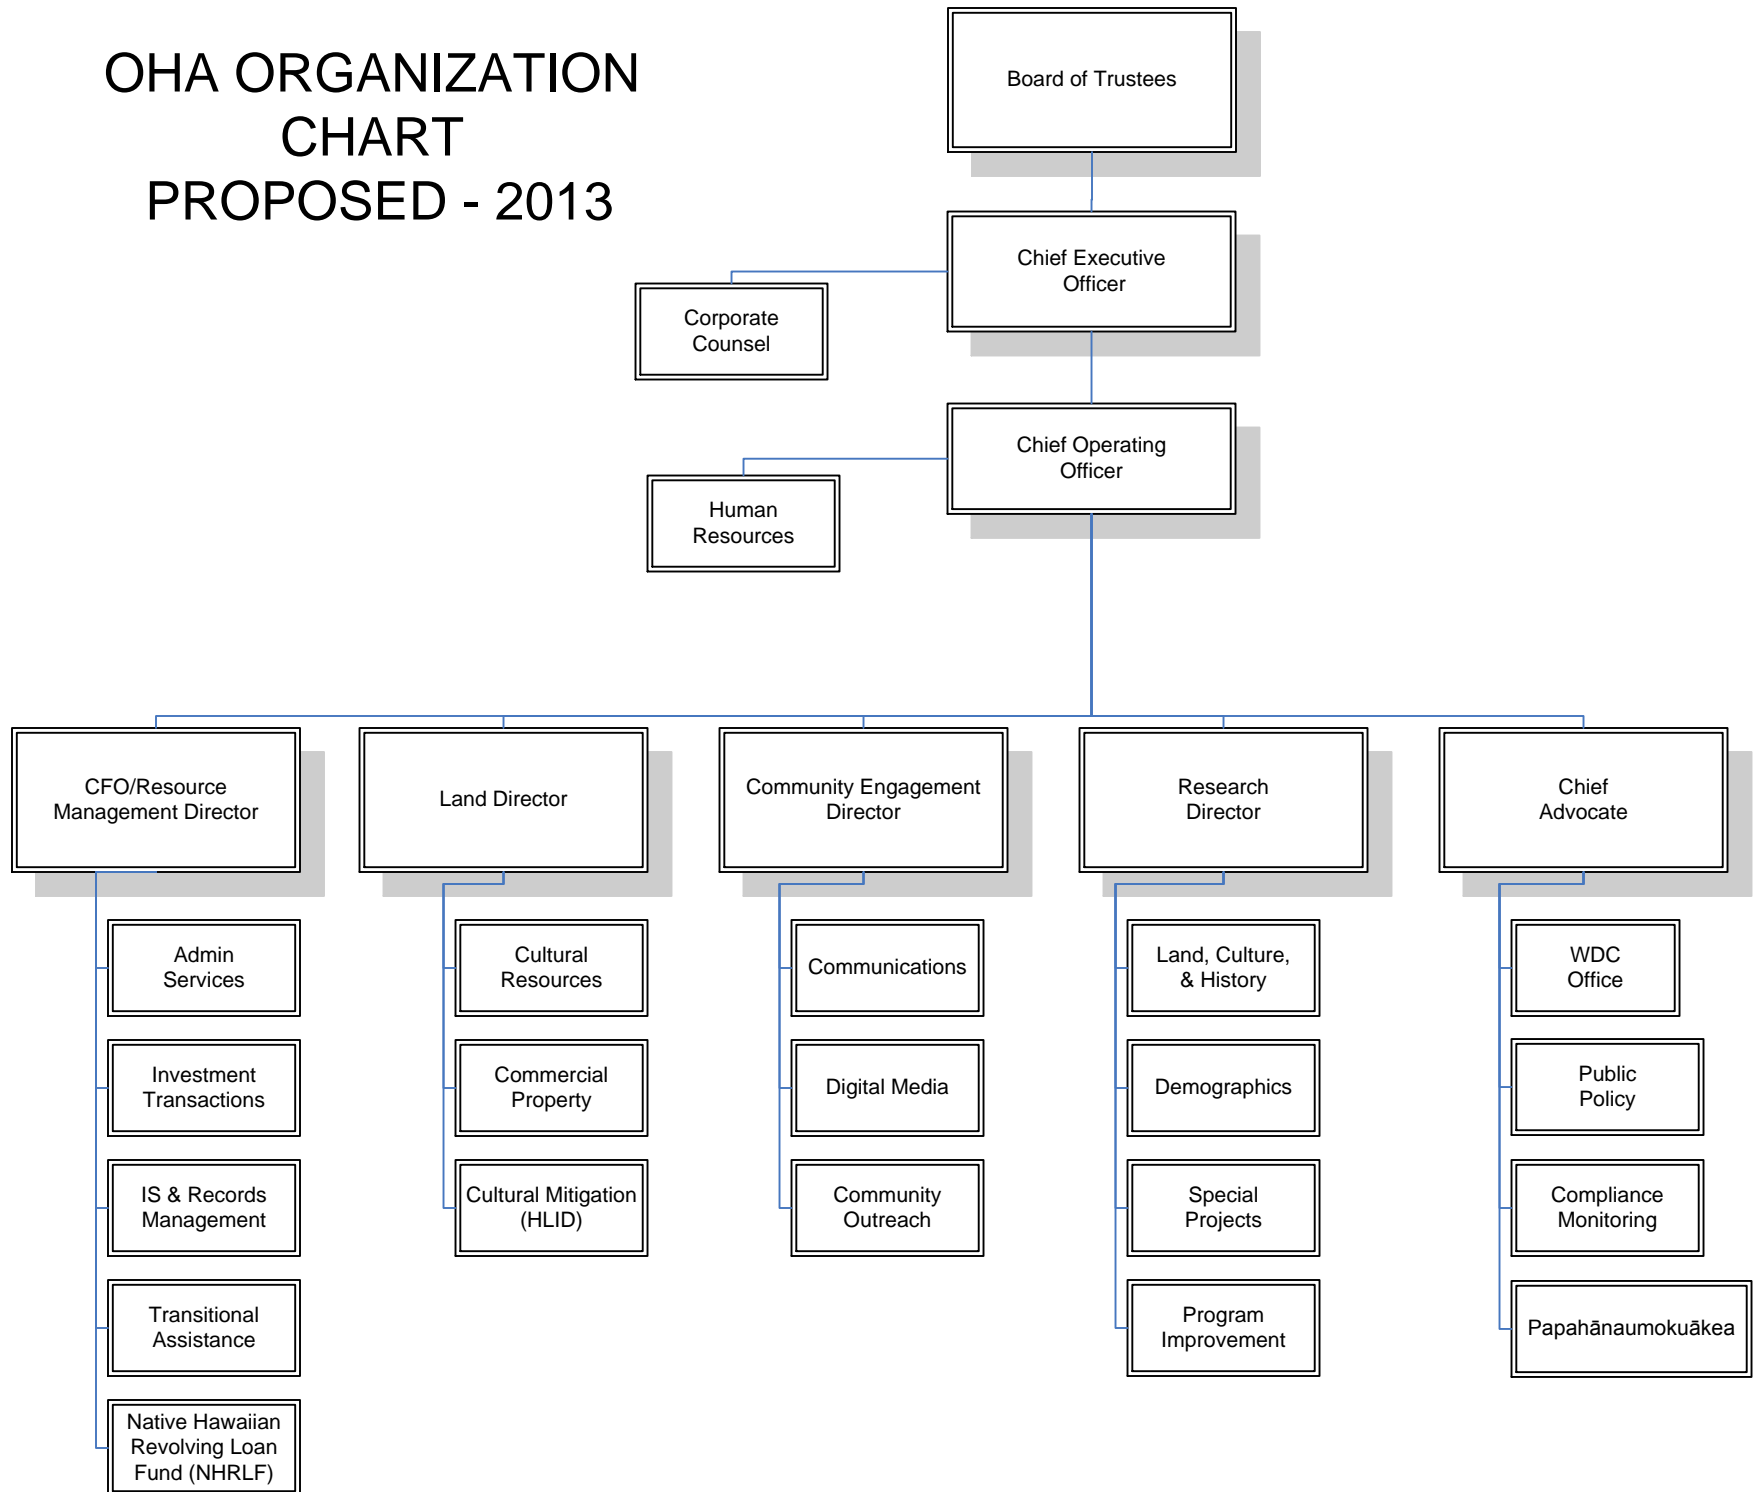 OHA ORGANIZATION
CHART
PROPOSED - 2013
Board of Trustees
Chief Executive
Officer
Corporate
Counsel
Chief Operating
Officer
Human
Resources
CFO/Resource
Management Director
Land Director
Community Engagement
Director
Research
Director
Chief
Advocate
Admin
Services
Investment
Transactions
IS & Records
Management
Transitional
Assistance
Native Hawaiian
Revolving Loan
Fund (NHRLF)
Cultural
Resources
Commercial
Property
Cultural Mitigation
(HLID)
Communications
Digital Media
Community
Outreach
Land, Culture,
& History
Demographics
Special
Projects
Program
Improvement
WDC
Office
Public
Policy
Compliance
Monitoring
Papahānaumokuākea